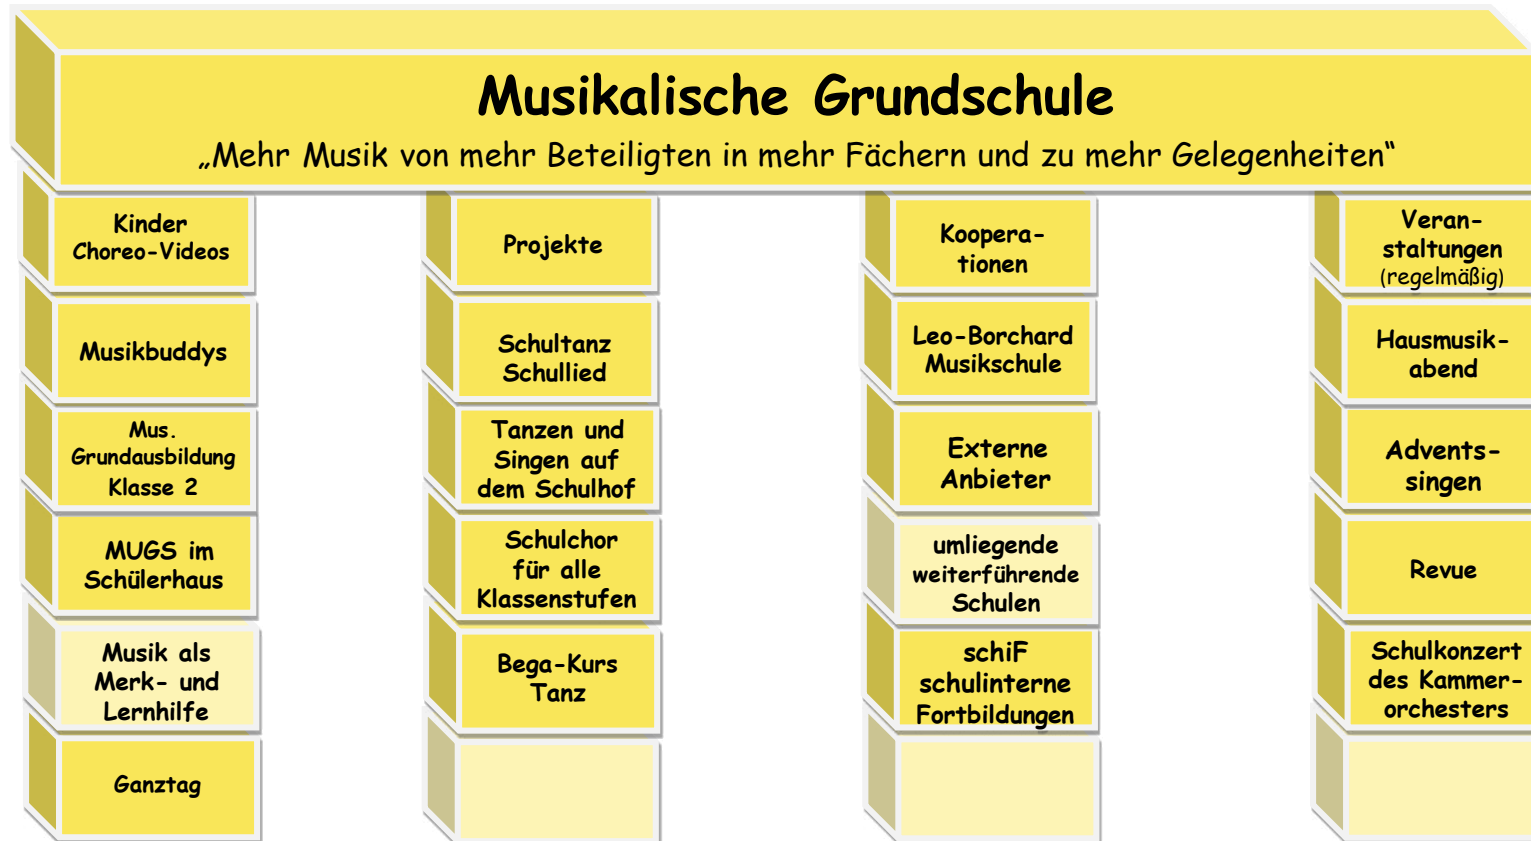 Musikalische Grundschule
„Mehr Musik von mehr Beteiligten in mehr Fächern und zu mehr Gelegenheiten“
Kinder
Choreo-Videos
Musikbuddys
Mus.
Grundausbildung
Klasse 2
MUGS im
Schülerhaus
Musik als
Merk- und
Lernhilfe
Ganztag
Projekte
Schultanz
Schullied
Tanzen und
Singen auf
dem Schulhof
Schulchor
für alle
Klassenstufen
Bega-Kurs
Tanz
Koopera-
tionen
Leo-Borchard
Musikschule
Externe
Anbieter
umliegende
weiterführende
Schulen
schiF
schulinterne
Fortbildungen
Veran-
staltungen
(regelmäßig)
Hausmusik-
abend
Advents-
singen
Revue
Schulkonzert
des Kammer-
orchesters